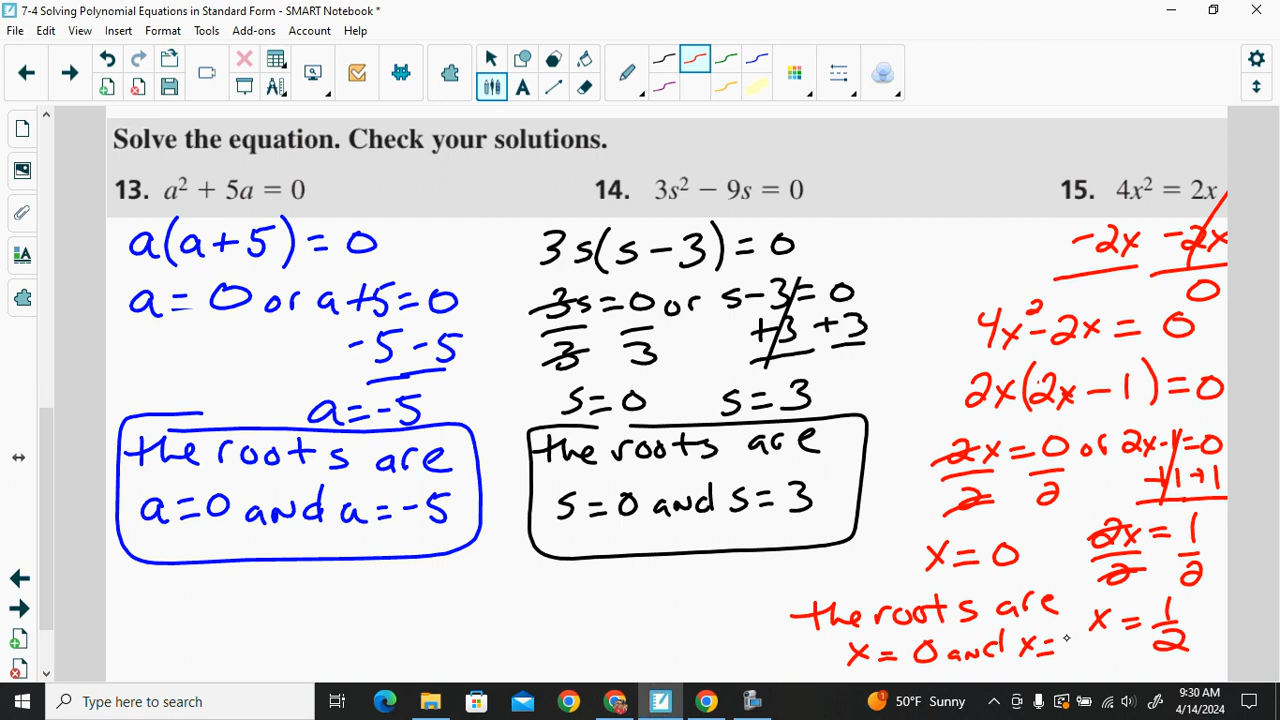 7-4 Solving Polynomial Equations in Standard Form - SMART Notebook *
File Edit View Insert Format Tools Add-ons Account Help
Solve the equation. Check your solutions.
13. a² + 5a = 0
14. 3s² − 9s = 0
15. 4x² = 2x
a(a+5) = 0
a = 0 or a+5 = 0
-5 -5
a = -5
the roots are
a = 0 and a = -5
3s(s-3) = 0
3s = 0 or s-3 = 0
+3 +3
3 3
s = 0 s = 3
the roots are
s = 0 and s = 3
-2x -2x
0
4x² - 2x = 0
2x(2x - 1) = 0
2x = 0 or 2x-1 = 0
+1 +1
2 2
2x = 1
2 2
x = 0
x = 1/2
the roots are
x = 0 and x =
Type here to search
50°F Sunny
9:30 AM
4/14/2024